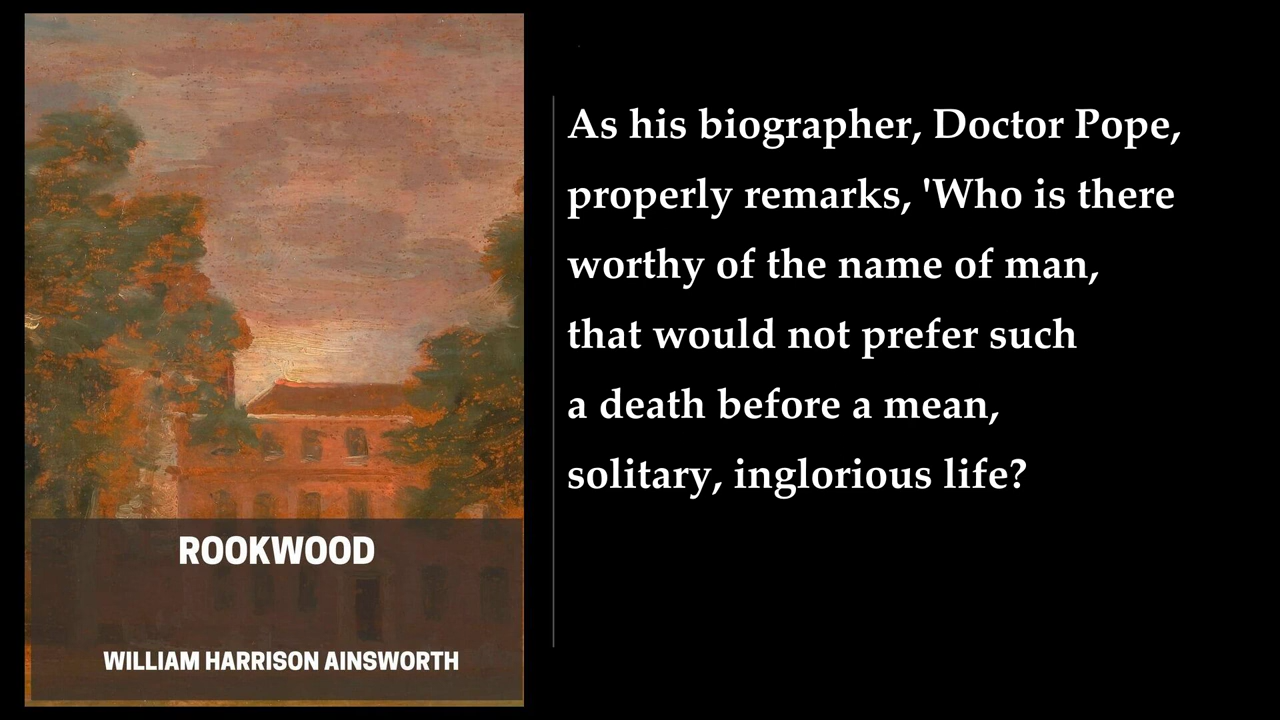 As his biographer, Doctor Pope,
properly remarks, 'Who is there
worthy of the name of man,
that would not prefer such
a death before a mean,
solitary, inglorious life?
ROOKWOOD
WILLIAM HARRISON AINSWORTH